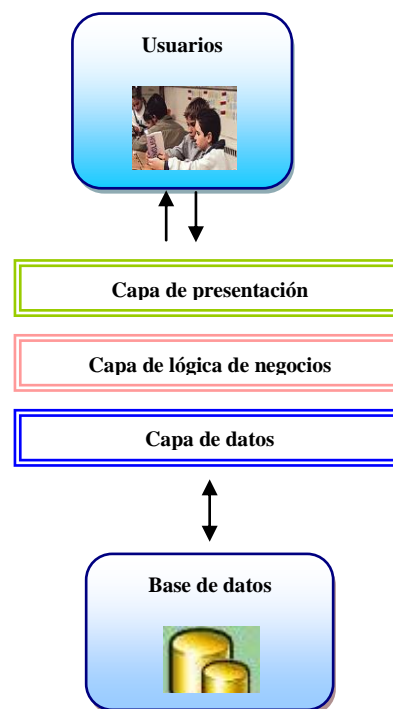 Usuarios
Capa de presentación
Capa de lógica de negocios
Capa de datos
Base de datos